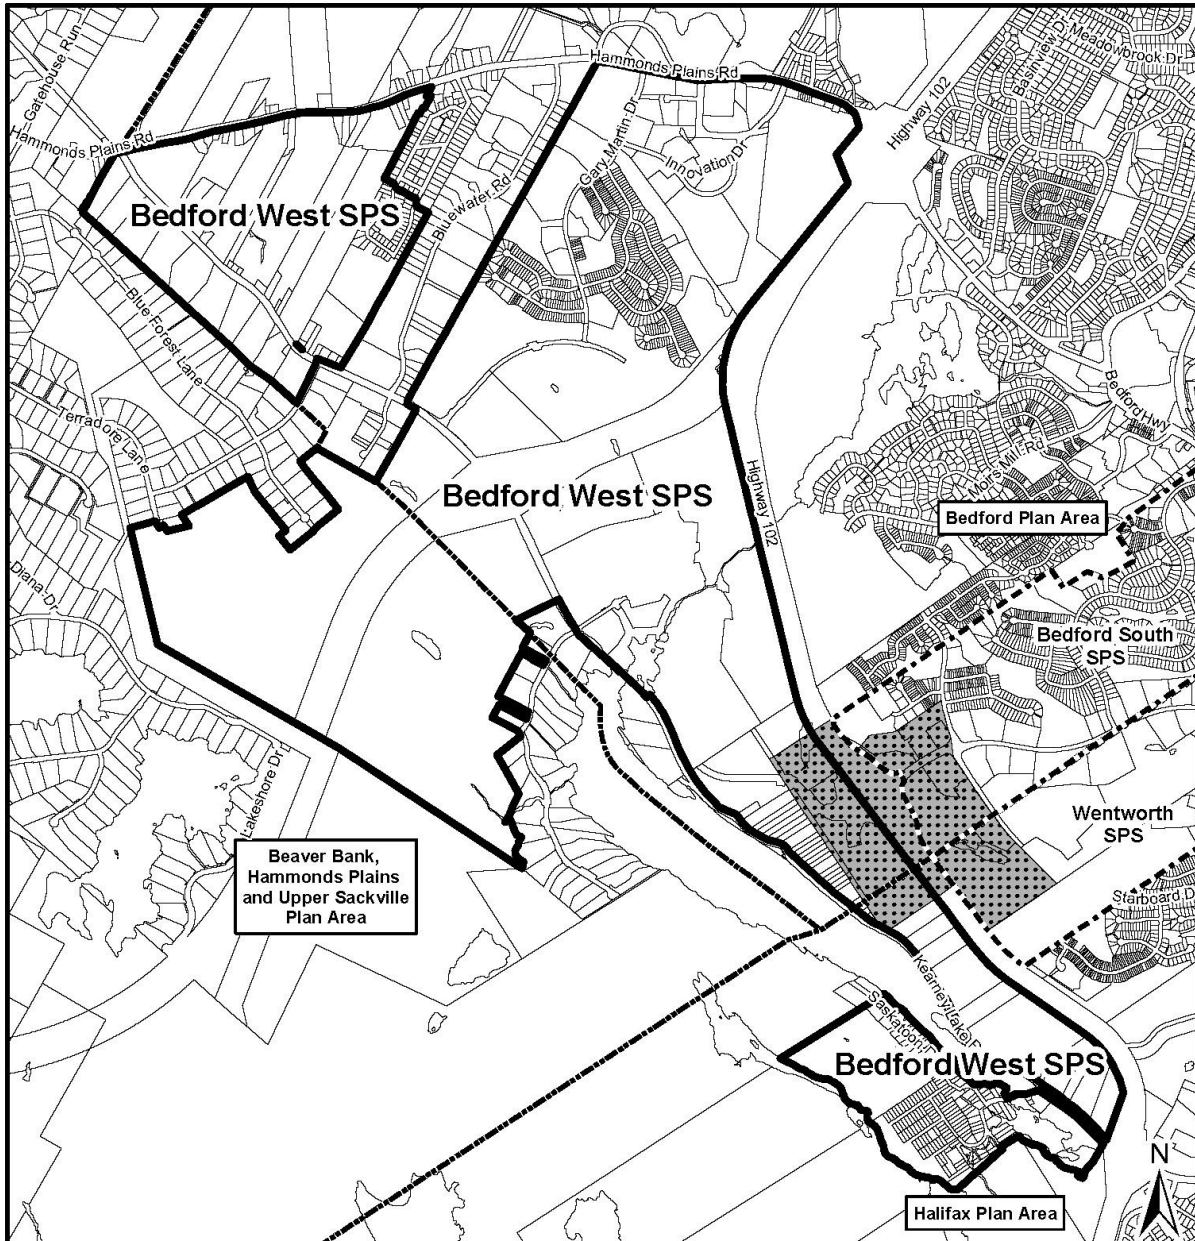 Gatehouse Run
Hammonds Plains Rd
Hammonds Plains Rd
Meadowbrook Dr
Basinview Dr
Highway 102
Gary Martin Dr
Innovation Dr
Bluewater Rd
Bedford West SPS
Blue Forest Lane
Terradore Lane
Bedford Hwy
Moirs Mill Rd
Highway 102
Bedford West SPS
Bedford Plan Area
Diana Dr
Bedford South
SPS
Lakeshore Dr
Wentworth
SPS
Beaver Bank,
Hammonds Plains
and Upper Sackville
Plan Area
Starboard D
Kearney Lake R
Saskatoon
Bedford West SPS
N
Halifax Plan Area